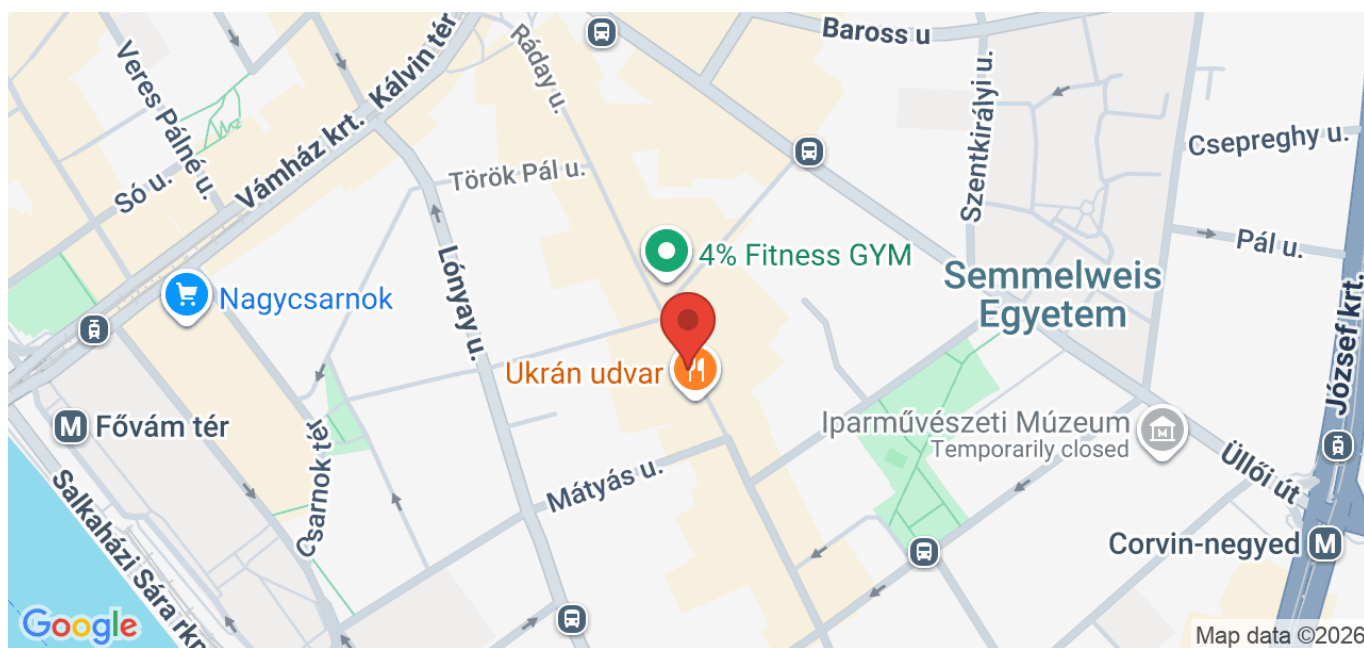 Baross u
Ráday u.
Veres Pálné u.
Kálvin tér
Vámház krt.
Szentkirályi u.
Csepreghy u.
Só u.
Török Pál u.
Pál u.
Lónyay u.
4% Fitness GYM
Semmelweis
Egyetem
Nagycsarnok
József krt.
Ukrán udvar
Iparművészeti Múzeum
Temporarily closed
M Fővám tér
Csarnok tér
Mátyás u.
Üllői út
Salkaházi Sára rkp
Corvin-negyed M
Google
Map data ©2026